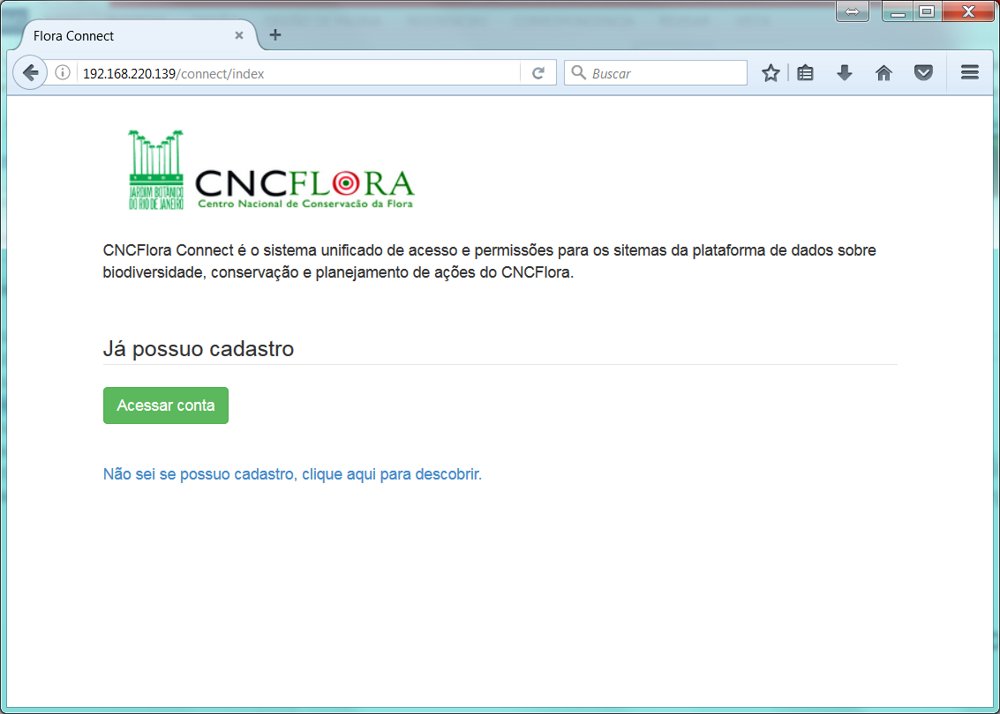 Flora Connect
192.168.220.139/connect/index
Buscar
JARDIM BOTÂNICO
DO RIO DE JANEIRO
CNCFLORA
Centro Nacional de Conservacão da Flora
CNCFlora Connect é o sistema unificado de acesso e permissões para os sitemas da plataforma de dados sobre
biodiversidade, conservação e planejamento de ações do CNCFlora.
Já possuo cadastro
Acessar conta
Não sei se possuo cadastro, clique aqui para descobrir.